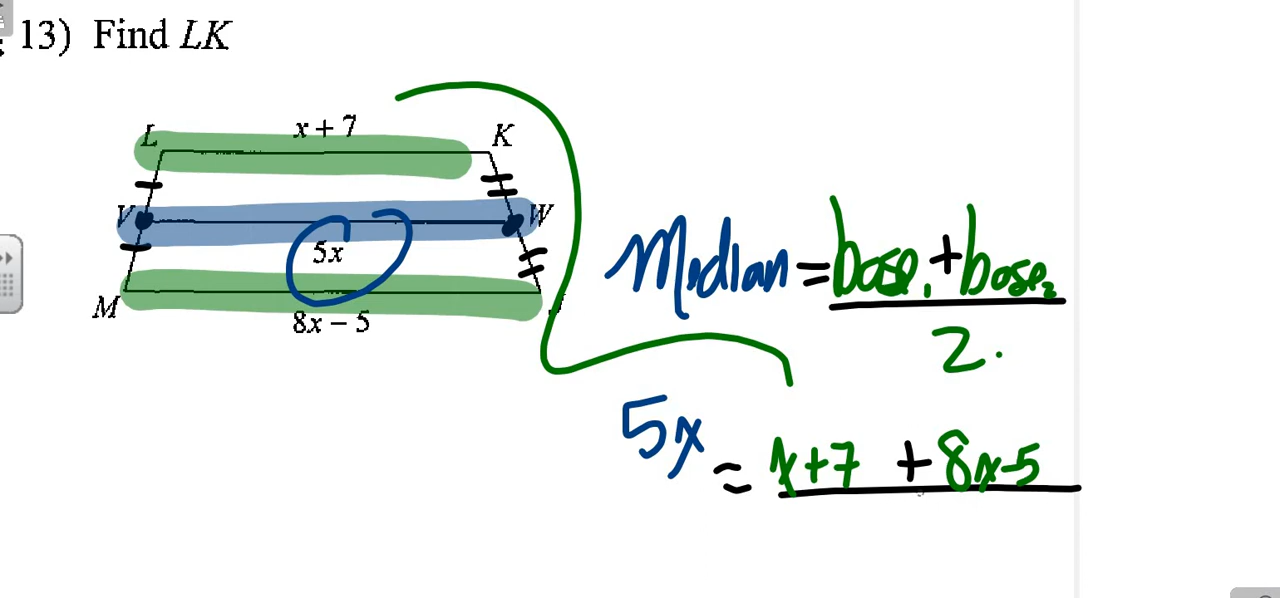 13) Find LK
L x + 7 K
V W
5x
M
8x – 5
Median = base₁ + base₂
2.
5x = x+7 + 8x-5